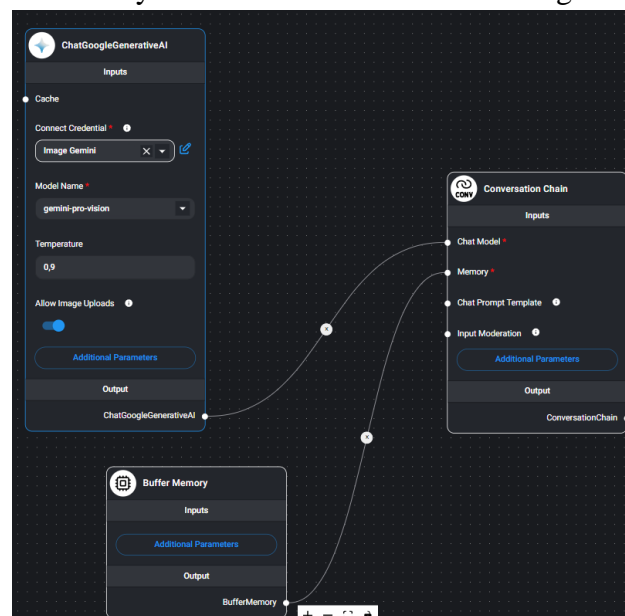 ChatGoogleGenerativeAI
Inputs
Cache
Connect Credential *
Image Gemini
Model Name *
gemini-pro-vision
Temperature
0,9
Allow Image Uploads
Additional Parameters
Output
ChatGoogleGenerativeAI
CONV
Conversation Chain
Inputs
Chat Model *
Memory *
Chat Prompt Template
Input Moderation
Additional Parameters
Output
ConversationChain
Buffer Memory
Inputs
Additional Parameters
Output
BufferMemory